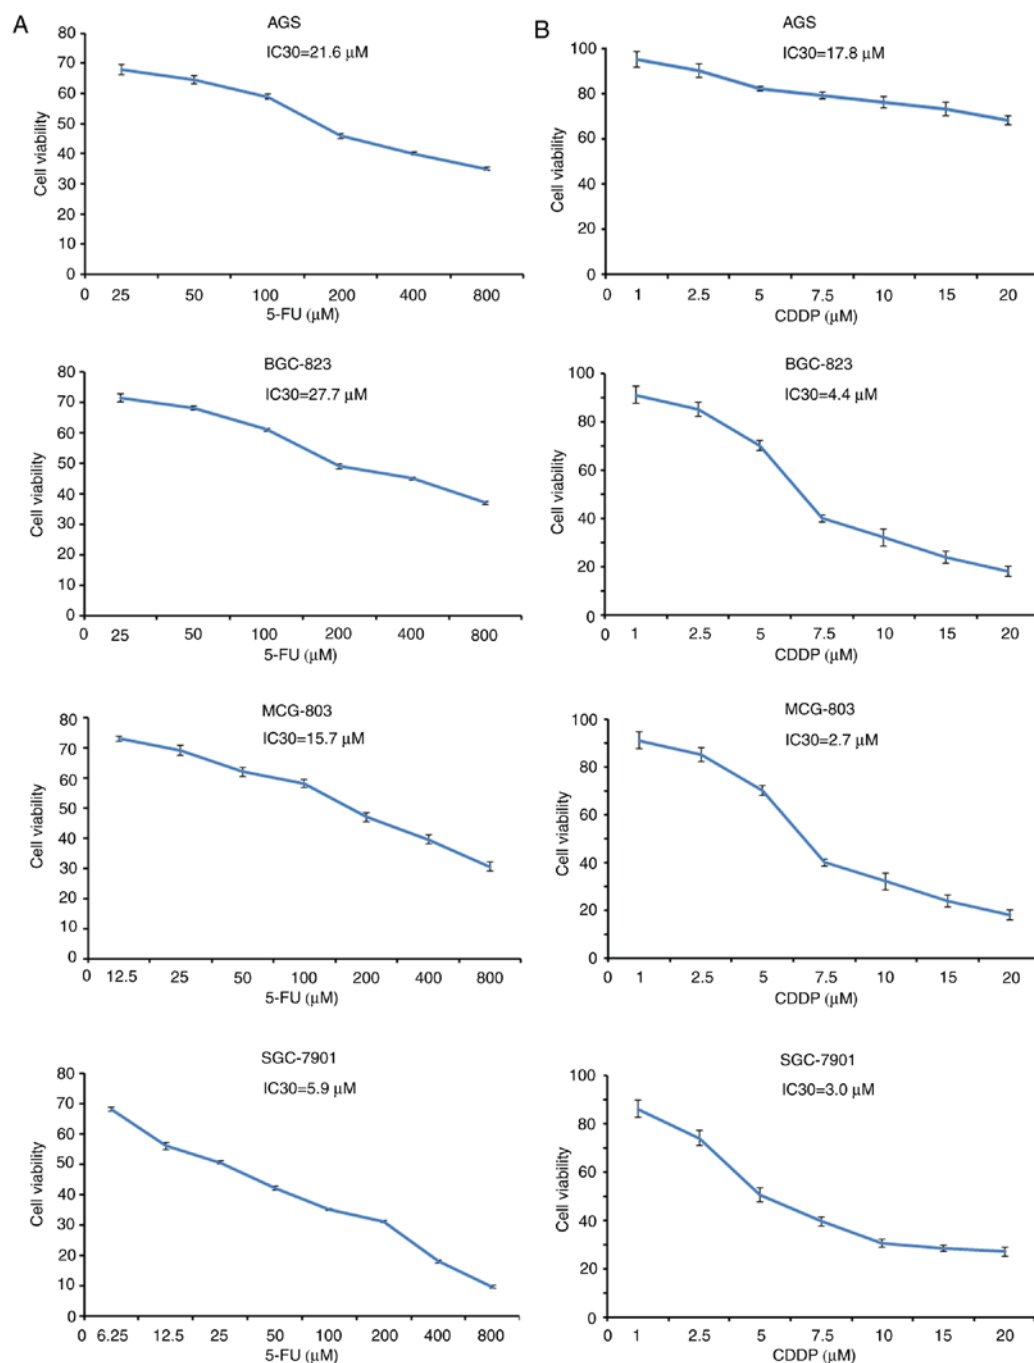 A
AGS
IC30=21.6 μM
Cell viability
80
70
60
50
40
30
20
10
0
0 25 50 100 200 400 800
5-FU (μM)
B
AGS
IC30=17.8 μM
Cell viability
100
80
60
40
20
0
0 1 2.5 5 7.5 10 15 20
CDDP (μM)
BGC-823
IC30=27.7 μM
Cell viability
80
70
60
50
40
30
20
10
0
0 25 50 100 200 400 800
5-FU (μM)
BGC-823
IC30=4.4 μM
Cell viability
100
80
60
40
20
0
0 1 2.5 5 7.5 10 15 20
CDDP (μM)
MCG-803
IC30=15.7 μM
Cell viability
80
70
60
50
40
30
20
10
0
0 12.5 25 50 100 200 400 800
5-FU (μM)
MCG-803
IC30=2.7 μM
Cell viability
100
80
60
40
20
0
0 1 2.5 5 7.5 10 15 20
CDDP (μM)
SGC-7901
IC30=5.9 μM
Cell viability
80
70
60
50
40
30
20
10
0
0 6.25 12.5 25 50 100 200 400 800
5-FU (μM)
SGC-7901
IC30=3.0 μM
Cell viability
100
80
60
40
20
0
0 1 2.5 5 7.5 10 15 20
CDDP (μM)